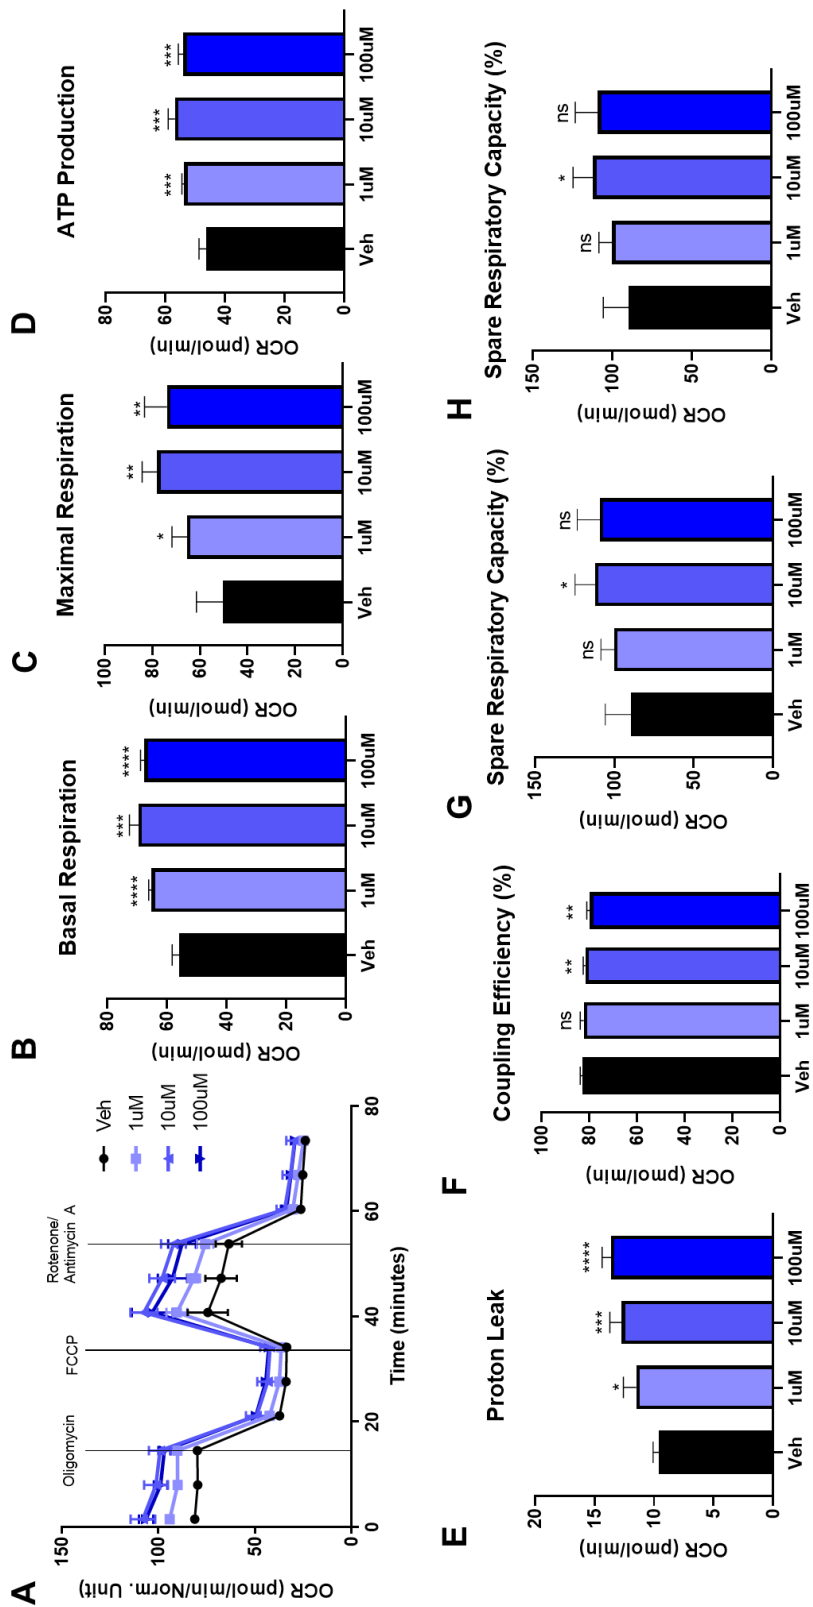 A
OCR (pmol/min/Norm. Unit)
150
100
50
0
Oligomycin
FCCP
Rotenone/
Antimycin A
Veh
1uM
10uM
100uM
0
20
40
60
80
Time (minutes)
B
Basal Respiration
OCR (pmol/min)
80
60
40
20
0
****
***
****
Veh
1uM
10uM
100uM
C
Maximal Respiration
OCR (pmol/min)
100
80
60
40
20
0
*
**
**
Veh
1uM
10uM
100uM
D
ATP Production
OCR (pmol/min)
80
60
40
20
0
***
***
***
Veh
1uM
10uM
100uM
E
Proton Leak
OCR (pmol/min)
20
15
10
5
0
*
***
****
Veh
1uM
10uM
100uM
F
Coupling Efficiency (%)
OCR (pmol/min)
100
80
60
40
20
0
ns
**
**
Veh
1uM
10uM
100uM
G
Spare Respiratory Capacity (%)
OCR (pmol/min)
150
100
50
0
ns
*
ns
Veh
1uM
10uM
100uM
H
Spare Respiratory Capacity (%)
OCR (pmol/min)
150
100
50
0
ns
*
ns
Veh
1uM
10uM
100uM